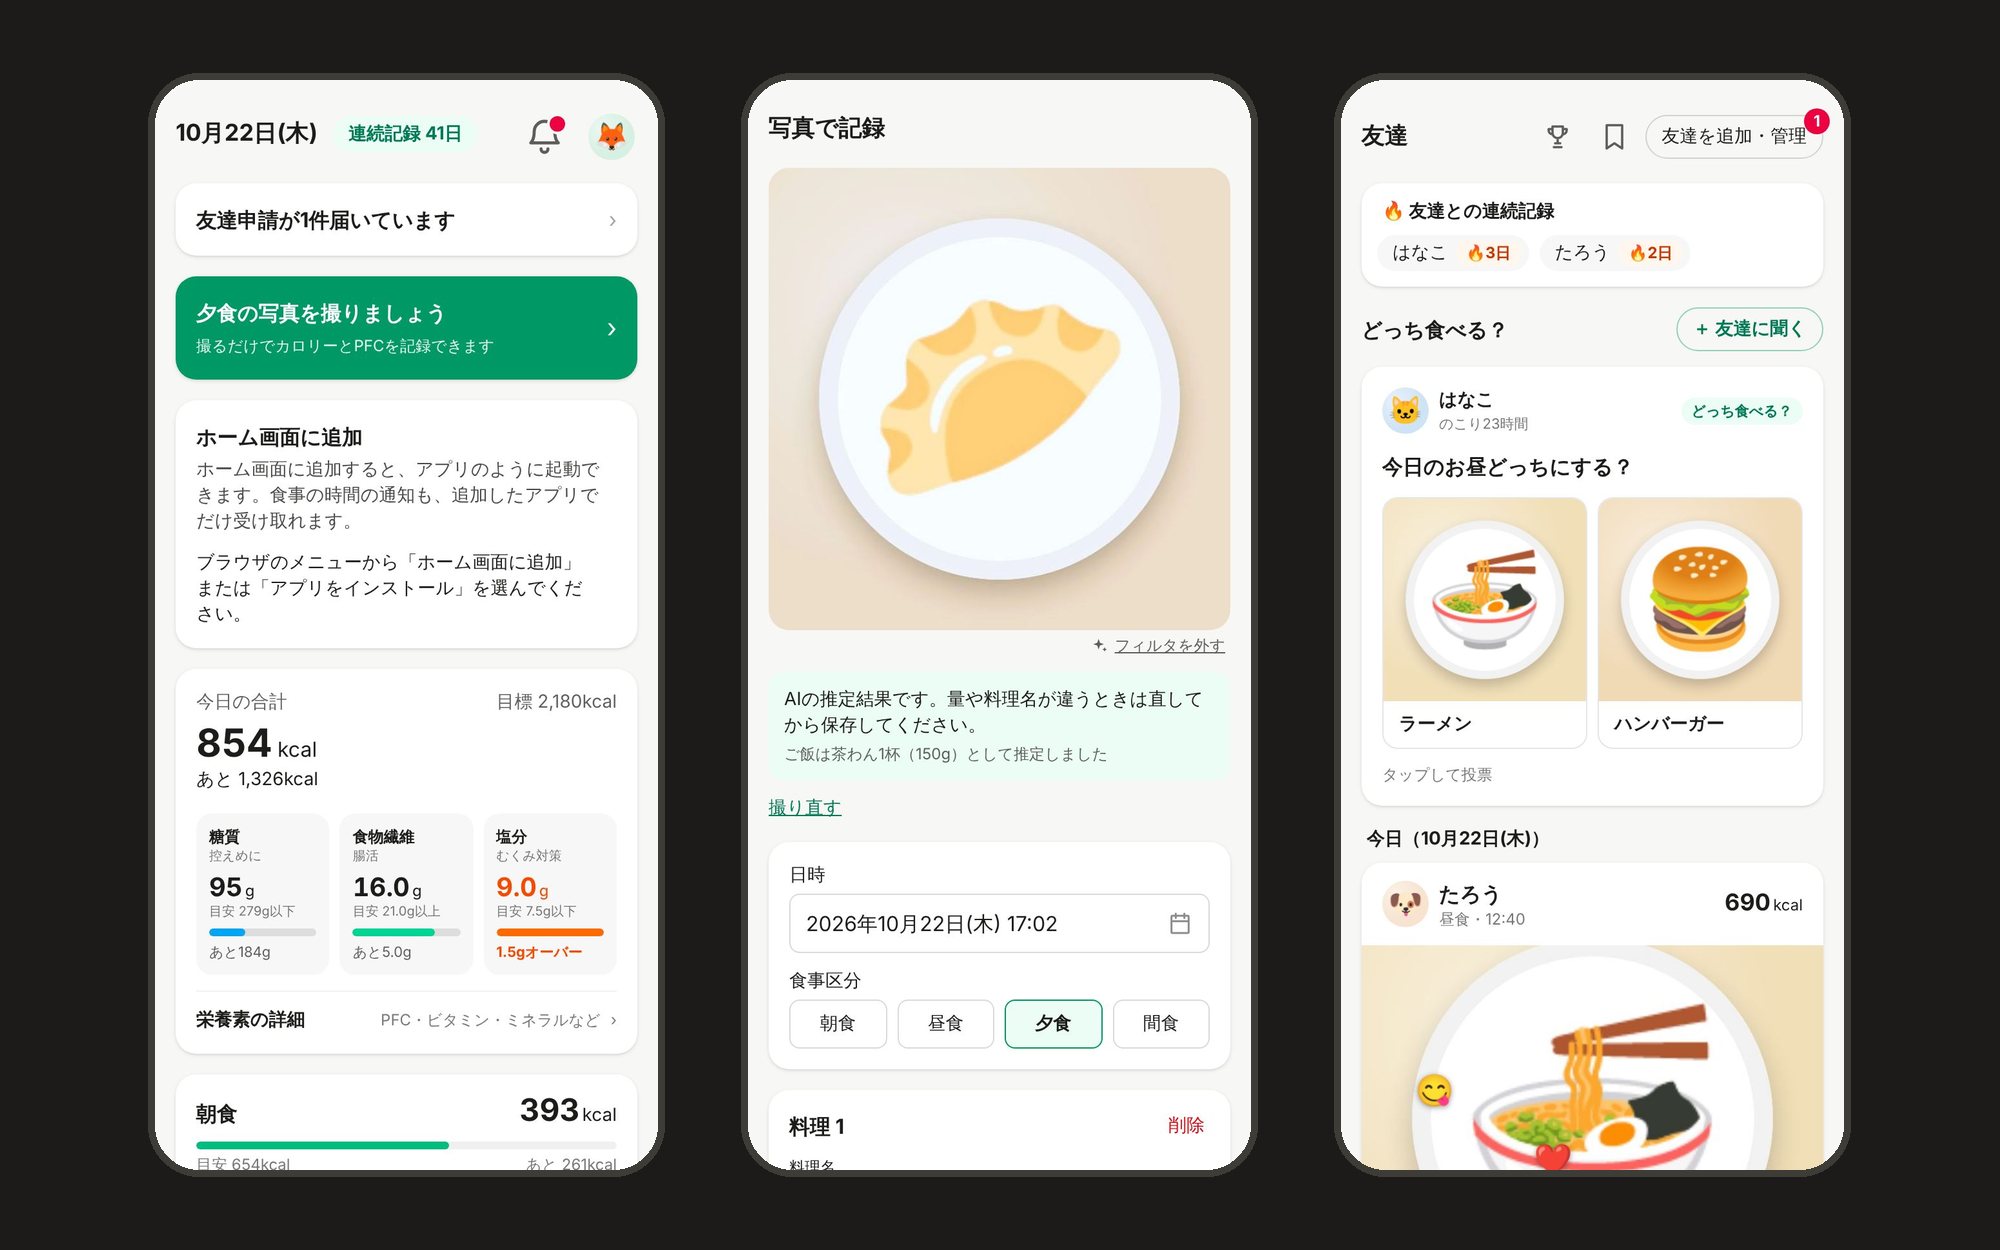 10月22日(木)
連続記録 41日
友達申請が1件届いています
夕食の写真を撮りましょう
撮るだけでカロリーとPFCを記録できます
ホーム画面に追加
ホーム画面に追加すると、アプリのように起動で
きます。食事の時間の通知も、追加したアプリで
だけ受け取れます。
ブラウザのメニューから「ホーム画面に追加」
または「アプリをインストール」を選んでくだ
さい。
今日の合計
目標 2,180kcal
854 kcal
あと 1,326kcal
糖質
控えめに
95g
目安 279g以下
あと184g
食物繊維
腸活
16.0g
目安 21.0g以上
あと5.0g
塩分
むくみ対策
9.0g
目安 7.5g以下
1.5gオーバー
栄養素の詳細
PFC・ビタミン・ミネラルなど
朝食
393kcal
目安 654kcal
あと 261kcal
写真で記録
フィルタを外す
AIの推定結果です。量や料理名が違うときは直して
から保存してください。
ご飯は茶わん1杯（150g）として推定しました
撮り直す
日時
2026年10月22日(木) 17:02
食事区分
朝食
昼食
夕食
間食
料理 1
削除
料理名
友達
友達を追加・管理
1
🔥 友達との連続記録
はなこ
🔥3日
たろう
🔥2日
どっち食べる？
+ 友達に聞く
はなこ
のこり23時間
どっち食べる？
今日のお昼どっちにする？
ラーメン
ハンバーガー
タップして投票
今日（10月22日(木)）
たろう
昼食・12:40
690kcal